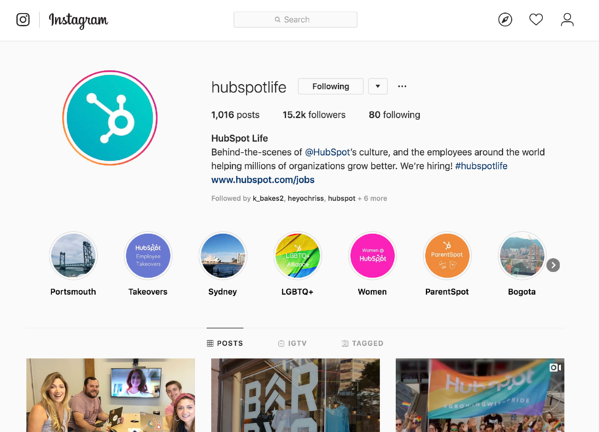 Instagram
Search
hubspotlife Following
1,016 posts 15.2k followers 80 following
HubSpot Life
Behind-the-scenes of @HubSpot's culture, and the employees around the world
helping millions of organizations grow better. We're hiring! #hubspotlife
www.hubspot.com/jobs
Followed by k_bakes2, heyochriss, hubspot + 6 more
HubSpot
Employee
Takeovers
LGBTQ+
Alliance
Women @
HubSpot
ParentSpot
Portsmouth Takeovers Sydney LGBTQ+ Women ParentSpot Bogota
POSTS IGTV TAGGED
BAR
HubSpot
#GROWINGWITHPRIDE